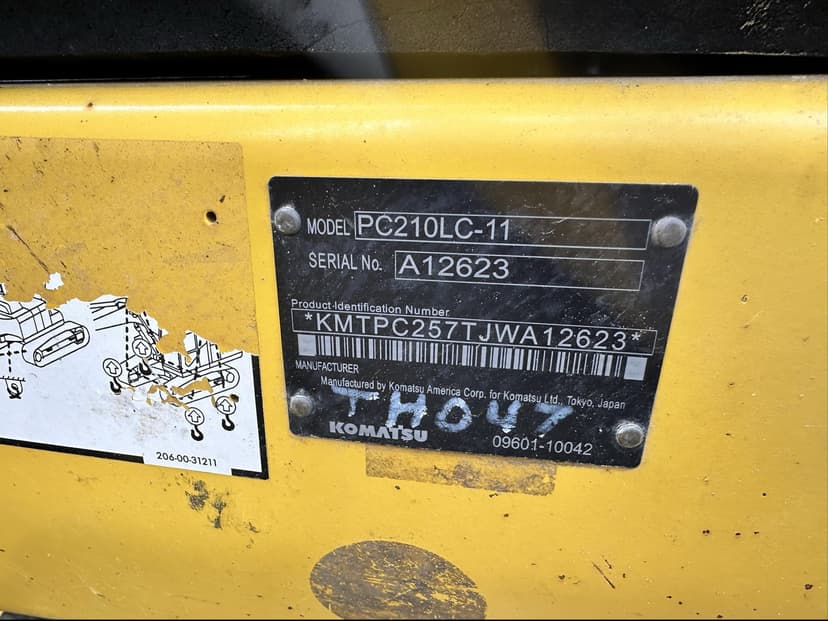 MODEL PC210LC-11
SERIAL No. A12623
Product Identification Number
*KMTPC257TJWA12623*
MANUFACTURER
Manufactured by Komatsu America Corp. for Komatsu Ltd., Tokyo, Japan
TH047
KOMATSU 09601-10042
206-00-31211